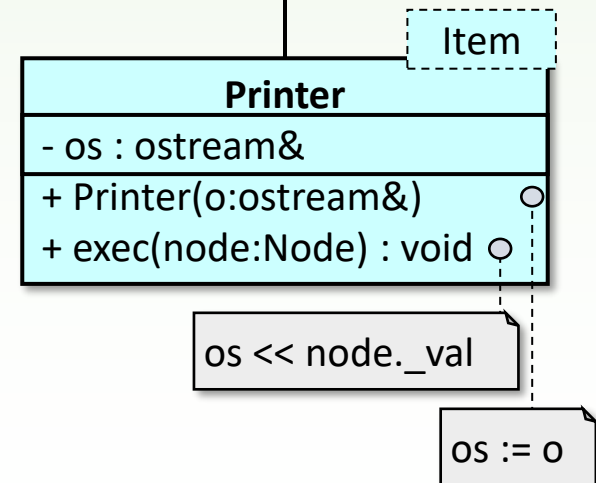 Item
Printer
- os : ostream&
+ Printer(o:ostream&)
+ exec(node:Node) : void
os << node._val
os := o